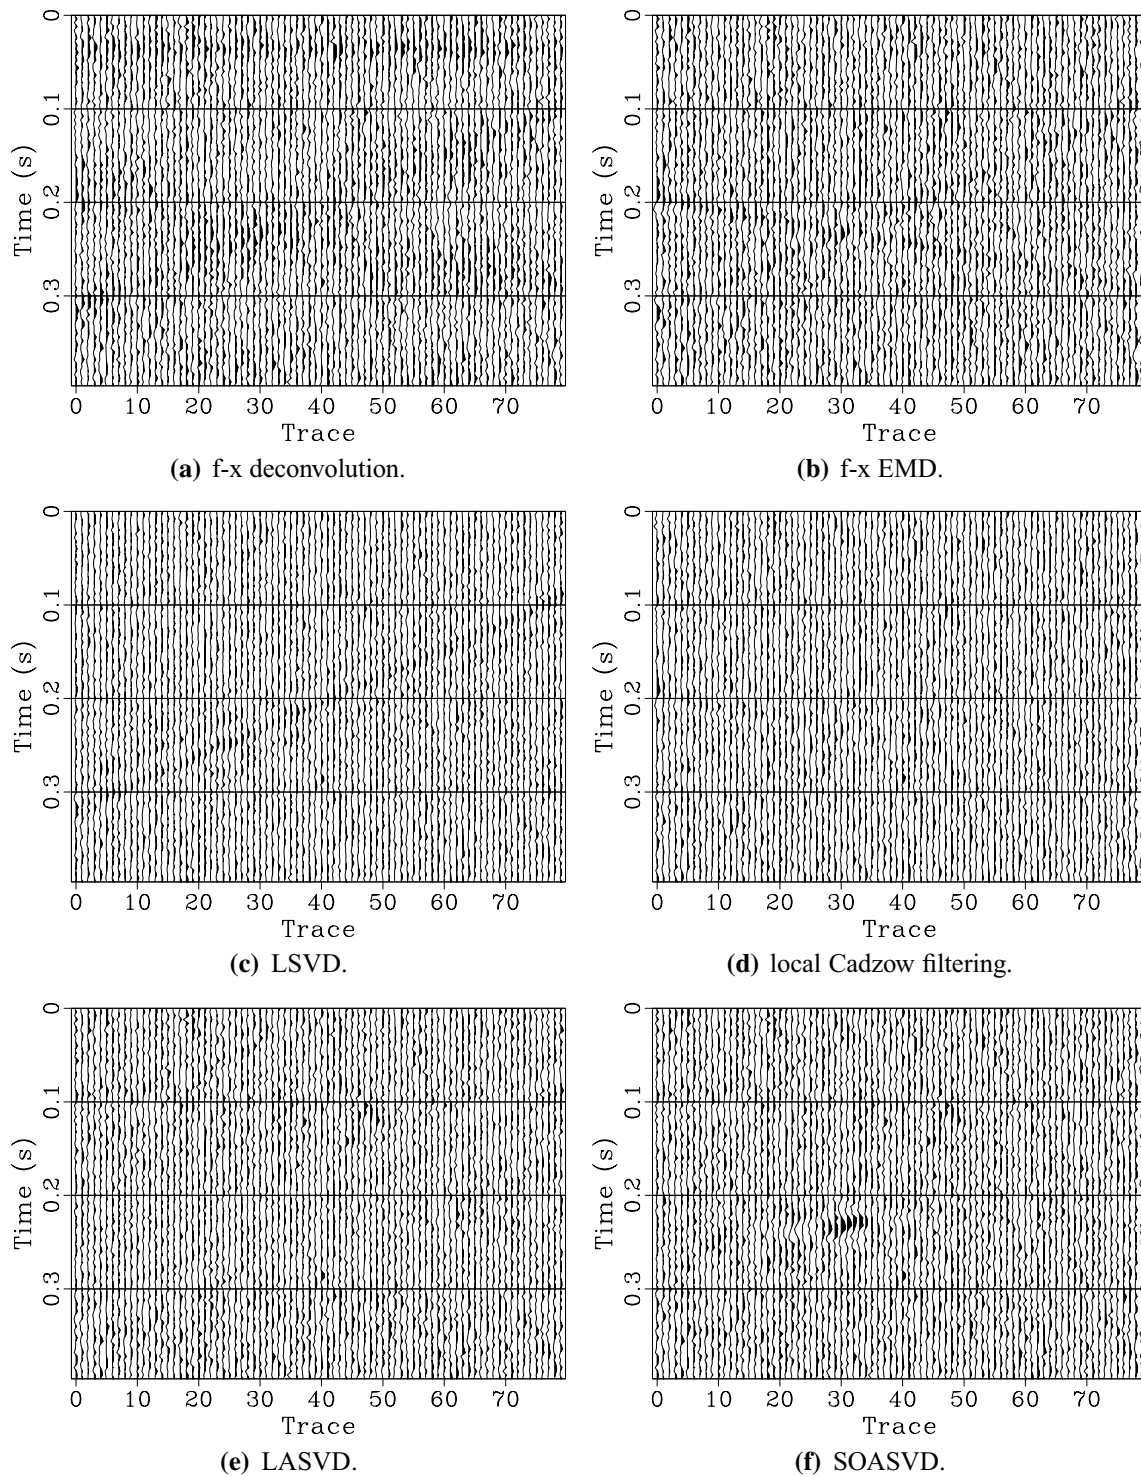 0
0.1
0.2
0.3
Time (s)
0 10 20 30 40 50 60 70
Trace
(a) f-x deconvolution.
0
0.1
0.2
0.3
Time (s)
0 10 20 30 40 50 60 70
Trace
(b) f-x EMD.
0
0.1
0.2
0.3
Time (s)
0 10 20 30 40 50 60 70
Trace
(c) LSVD.
0
0.1
0.2
0.3
Time (s)
0 10 20 30 40 50 60 70
Trace
(d) local Cadzow filtering.
0
0.1
0.2
0.3
Time (s)
0 10 20 30 40 50 60 70
Trace
(e) LASVD.
0
0.1
0.2
0.3
Time (s)
0 10 20 30 40 50 60 70
Trace
(f) SOASVD.